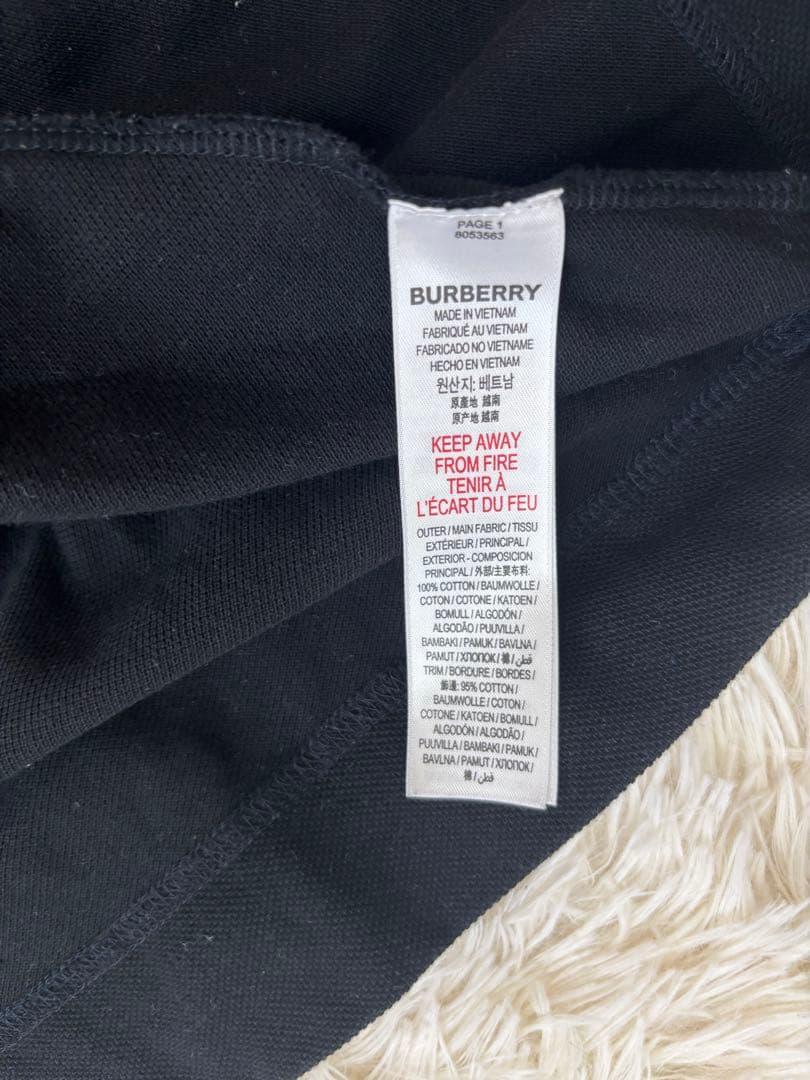 PAGE 1
8053563
BURBERRY
MADE IN VIETNAM
FABRIQUÉ AU VIETNAM
FABRICADO NO VIETNAME
HECHO EN VIETNAM
원산지: 베트남
原產地 越南
原产地 越南
KEEP AWAY
FROM FIRE
TENIR À
L'ÉCART DU FEU
OUTER / MAIN FABRIC / TISSU
EXTÉRIEUR / PRINCIPAL /
EXTERIOR - COMPOSICION
PRINCIPAL / 外部/主要布料:
100% COTTON / BAUMWOLLE /
COTON / COTONE / KATOEN /
BOMULL / ALGODÓN /
ALGODÃO / PUUVILLA /
BAMBAKI / PAMUK / BAVLNA /
PAMUT / ХЛОПОК / 棉 / قطن /
TRIM / BORDURE / BORDES /
飾邊: 95% COTTON /
BAUMWOLLE / COTON /
COTONE / KATOEN / BOMULL /
ALGODÓN / ALGODÃO /
PUUVILLA / BAMBAKI / PAMUK /
BAVLNA / PAMUT / ХЛОПОК /
棉 / قطن /